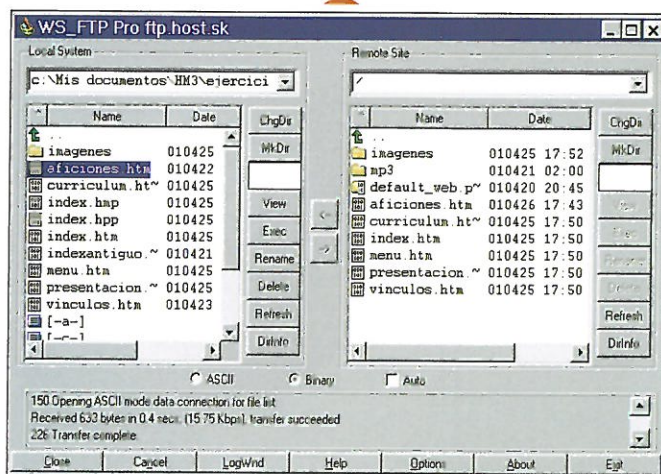 WS_FTP Pro ftp.host.sk
Local System
c:\Mis documentos\HM3\ejercici
Name Date
..
imagenes 010425
aficiones.htm 010422
curriculum.ht~ 010425
index.hmp 010425
index.hpp 010425
index.htm 010425
indexantiguo.~ 010421
menu.htm 010425
presentacion.~ 010425
vinculos.htm 010423
[-a-]
[-c-]
ChgDir
MkDir
View
Exec
Rename
Delete
Refresh
DirInfo
<-
->
Remote Site
/
Name Date
..
imagenes 010425 17:52
mp3 010421 02:00
default_web.p~ 010420 20:45
aficiones.htm 010426 17:43
curriculum.ht~ 010425 17:50
index.htm 010425 17:50
menu.htm 010425 17:50
presentacion.~ 010425 17:50
vinculos.htm 010425 17:50
ChgDir
MkDir
View
Exec
Rename
Delete
Refresh
DirInfo
ASCII Binary Auto
150 Opening ASCII mode data connection for file list
Received 633 bytes in 0.4 secs, (15.75 Kbps), transfer succeeded
226 Transfer complete.
Close Cancel LogWnd Help Options About Exit